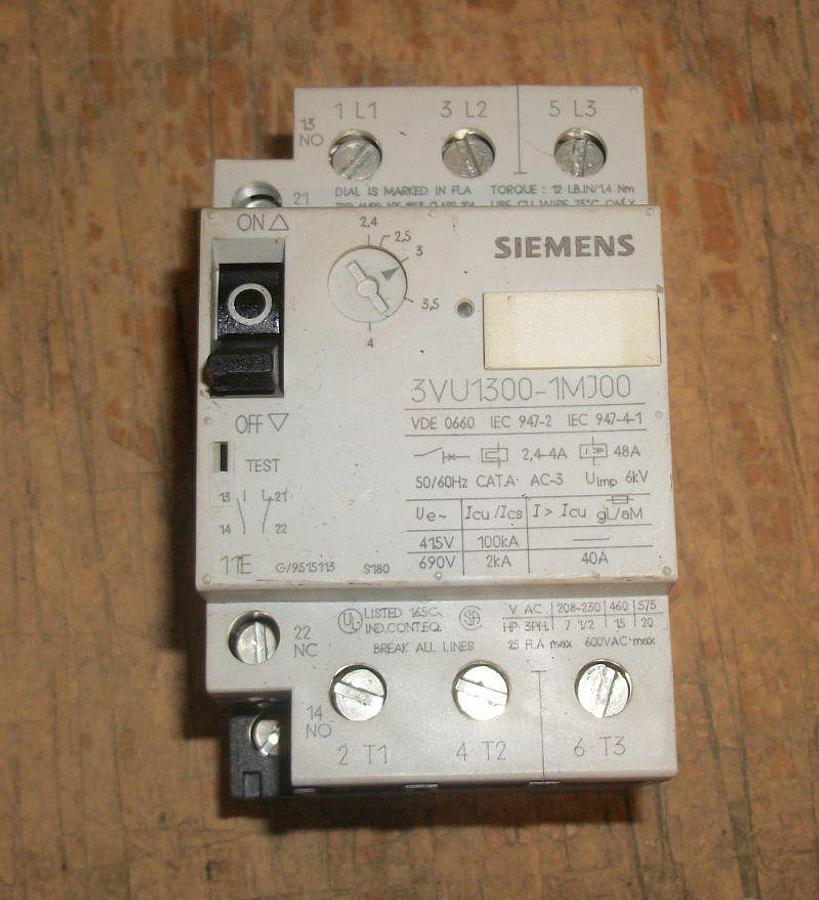 1 L1 3 L2 5 L3
13
NO
21
DIAL IS MARKED IN FLA TORQUE : 12 LB.IN/1.4 Nm
ON △
2,4
2,5
3
3,5
4
SIEMENS
3VU1300-1MJ00
VDE 0660 IEC 947-2 IEC 947-4-1
OFF ▽
2,4-4A I> 48A
TEST
50/60Hz CAT.A· AC-3 Uimp 6kV
13 21
14 22
Ue~ Icu/Ics I > Icu gL/aM
415V 100kA —
690V 2kA 40A
11E G/9515113 S180
22
NC
UL LISTED 165C
IND.CONT.EQ.
V AC 208-230 460 575
HP 3PH. 7 1/2 15 20
BREAK ALL LINES 25 FLA max 600VAC max
14
NO
2 T1 4 T2 6 T3